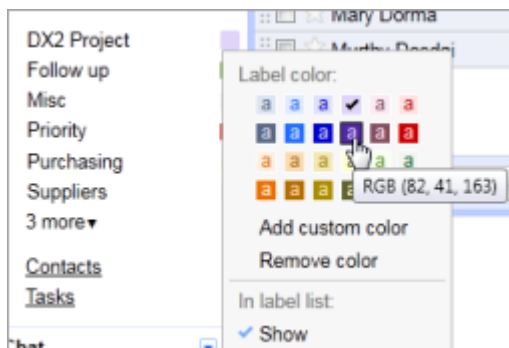 Mary Dorma
DX2 Project
Follow up
Misc
Priority
Purchasing
Suppliers
3 more▾
Contacts
Tasks
Label color:
a a a ✓ a a
a a a a a a
a a a a a
a a a
RGB (82, 41, 163)
Add custom color
Remove color
In label list:
✓ Show